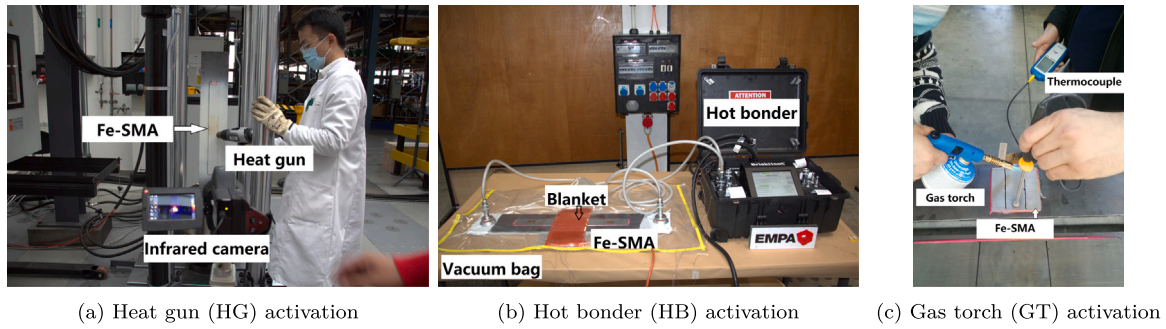 Fe-SMA
Heat gun
Infrared camera
(a) Heat gun (HG) activation
ATTENTION
Hot bonder
Blanket
Fe-SMA
EMPA
Vacuum bag
(b) Hot bonder (HB) activation
Thermocouple
Gas torch
Fe-SMA
(c) Gas torch (GT) activation